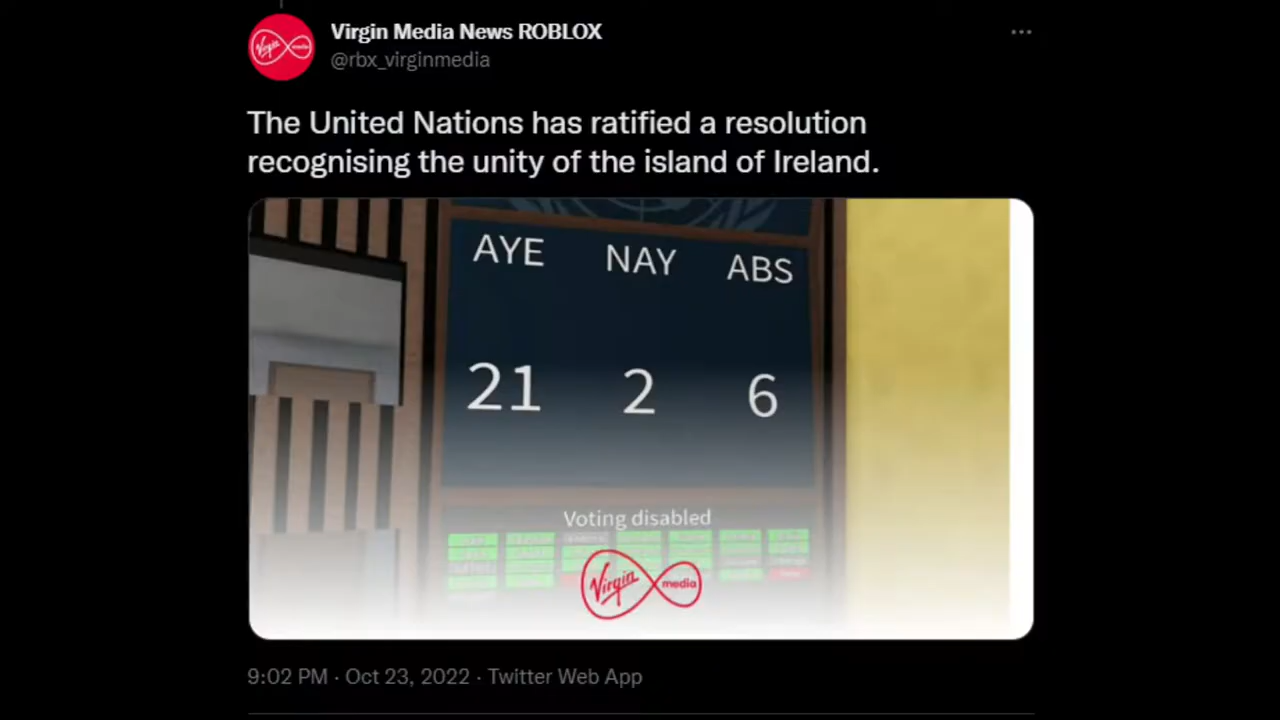 Virgin Media News ROBLOX
@rbx_virginmedia
The United Nations has ratified a resolution
recognising the unity of the island of Ireland.
AYE NAY ABS
21 2 6
Voting disabled
Virgin media
9:02 PM · Oct 23, 2022 · Twitter Web App